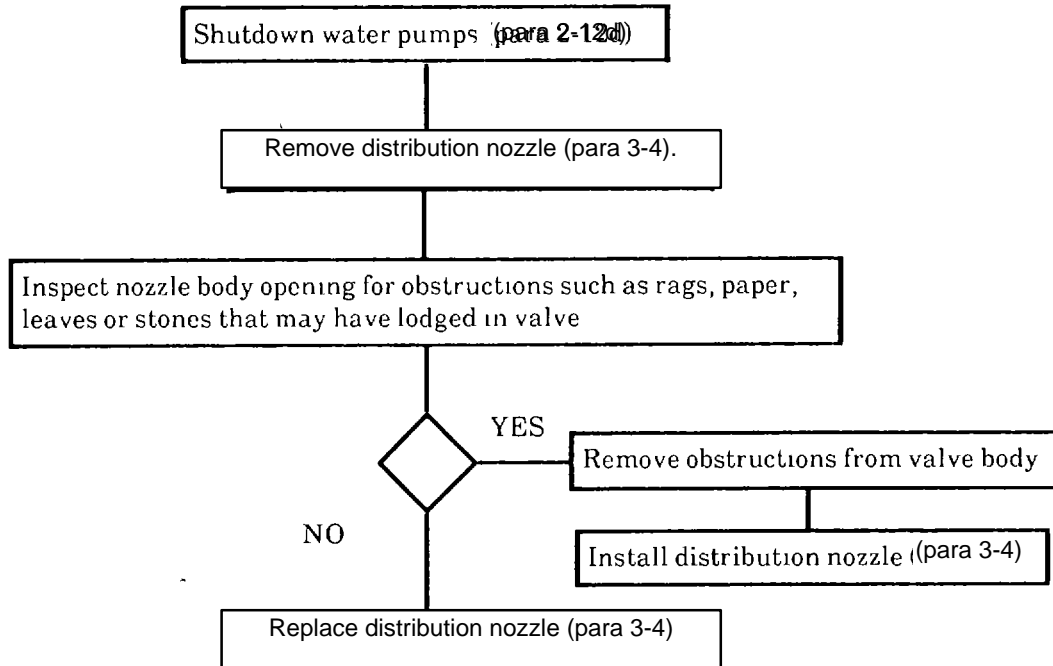 Shutdown water pumps (para 2-12d)
Remove distribution nozzle (para 3-4).
Inspect nozzle body opening for obstructions such as rags, paper,
leaves or stones that may have lodged in valve
YES
Remove obstructions from valve body
NO
Install distribution nozzle (para 3-4)
Replace distribution nozzle (para 3-4)